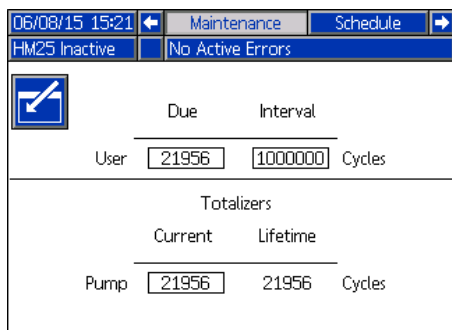 06/08/15 15:21 Maintenance Schedule
HM25 Inactive No Active Errors
Due Interval
User 21956 1000000 Cycles
Totalizers
Current Lifetime
Pump 21956 21956 Cycles